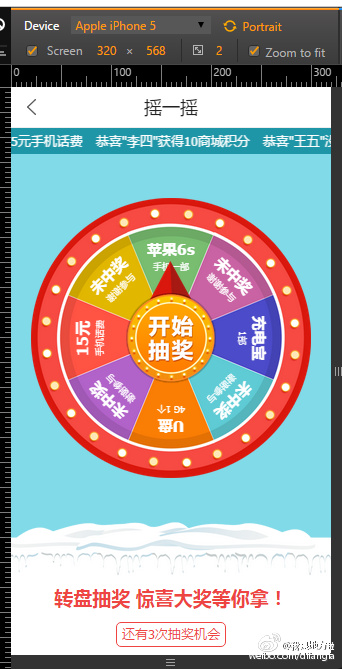 Device Apple iPhone 5 Portrait
Screen 320 × 568 2 Zoom to fit
0 100 200 300
摇一摇
5元手机话费 恭喜"李四"获得10商城积分 恭喜"王五"
苹果6s
手机一部
未中奖
谢谢参与
充电宝
1部
未中奖
谢谢参与
U盘
4G 1个
未中奖
谢谢参与
15元
手机话费
未中奖
谢谢参与
开始
抽奖
转盘抽奖 惊喜大奖等你拿！
还有3次抽奖机会